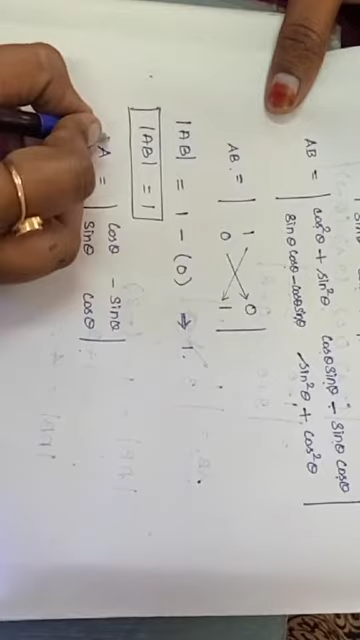 AB = | cos²θ + sin²θ. cosθ sinθ - sinθ cosθ
sinθ cosθ - cosθ sinθ sin²θ + cos²θ |
AB. = | 1 0
0 1. |
|AB| = 1 - (0) ⇒ 1.
|AB| = 1
A = | cosθ - sinθ
sinθ cosθ |